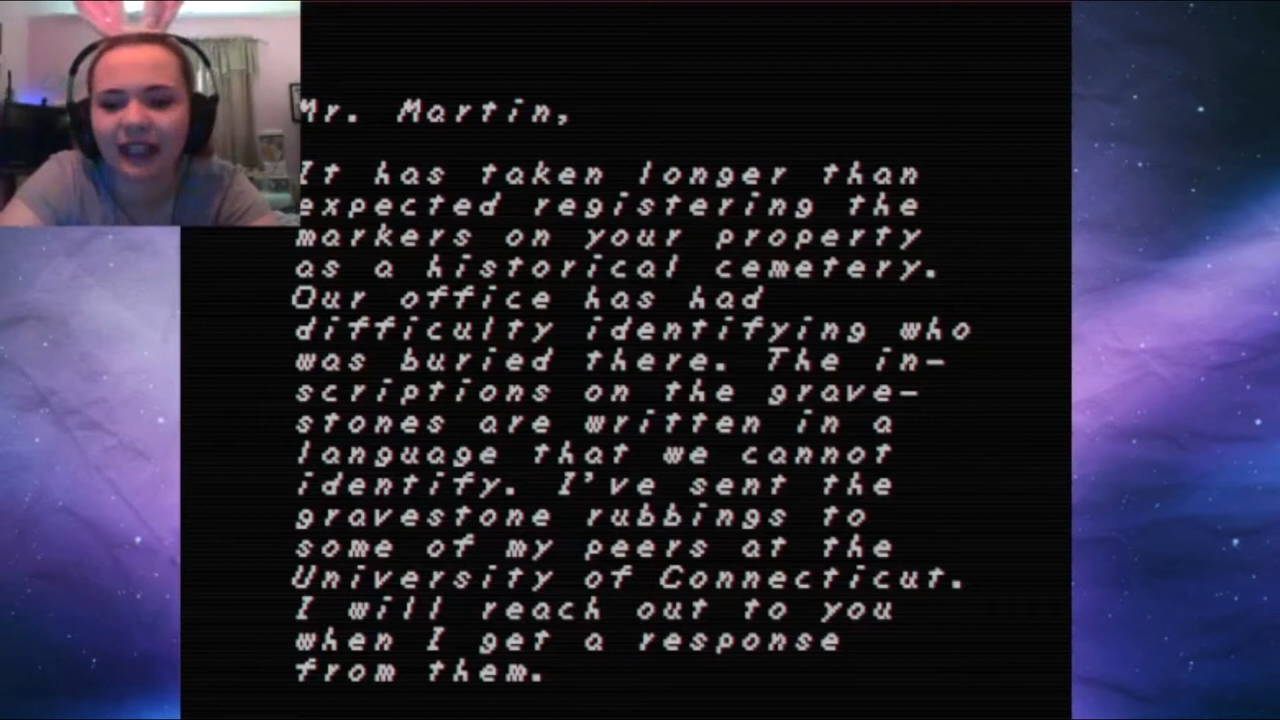 Mr. Martin,
It has taken longer than
expected registering the
markers on your property
as a historical cemetery.
Our office has had
difficulty identifying who
was buried there. The in-
scriptions on the grave-
stones are written in a
language that we cannot
identify. I've sent the
gravestone rubbings to
some of my peers at the
University of Connecticut.
I will reach out to you
when I get a response
from them.